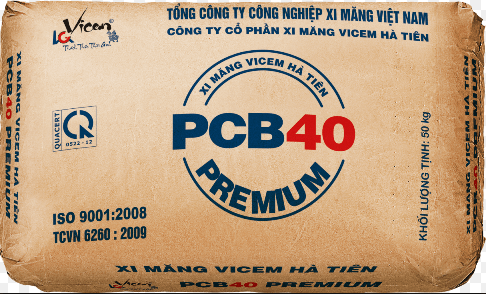 Vicem
TỔNG CÔNG TY CÔNG NGHIỆP XI MĂNG VIỆT NAM
CÔNG TY CỔ PHẦN XI MĂNG VICEM HÀ TIÊN
XI MĂNG VICEM HÀ TIÊN
PCB40
PREMIUM
QUACERT
0522 - 12
ISO 9001:2008
TCVN 6260 : 2009
KHỐI LƯỢNG TỊNH: 50 kg
XI MĂNG VICEM HÀ TIÊN
PCB40 PREMIUM
XI MĂNG VICEM HÀ TIÊN
PCB40 PREMIUM